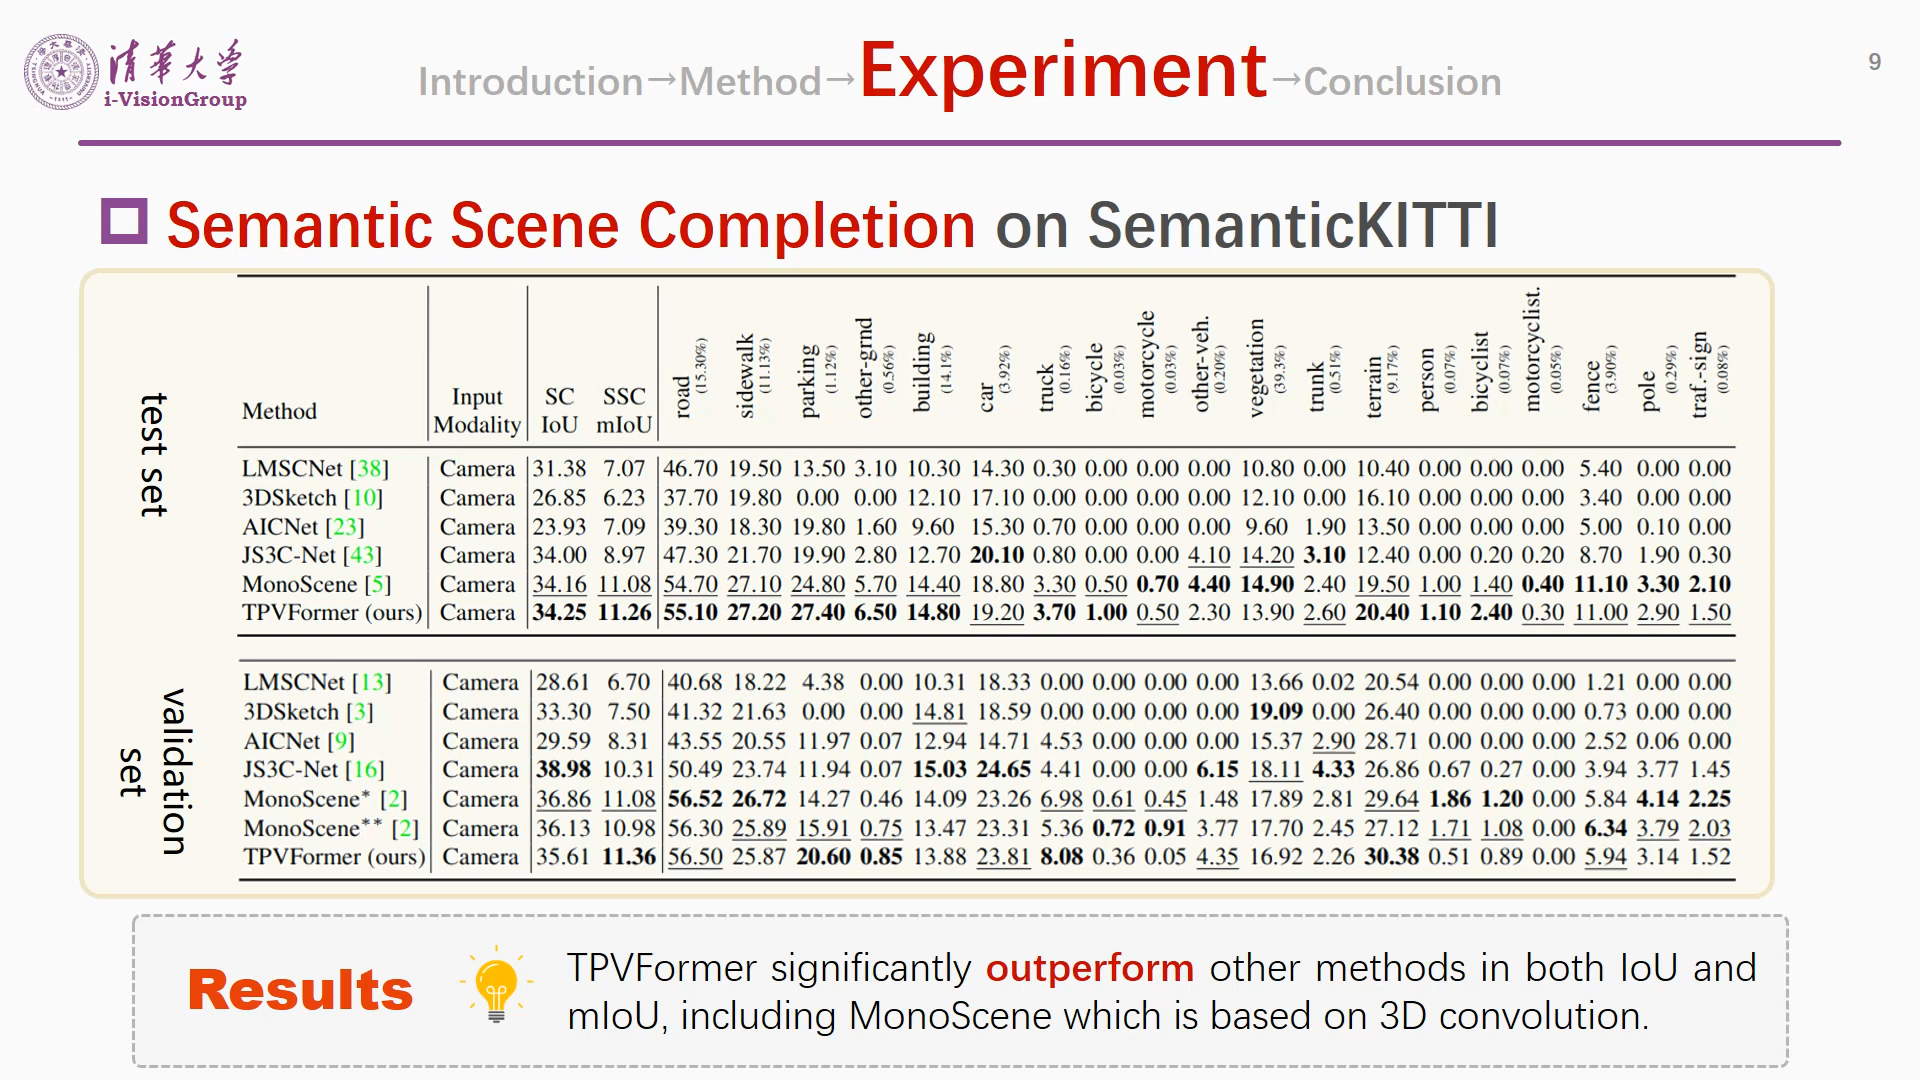 清華大学
i-VisionGroup
Introduction→Method→Experiment→Conclusion
9
Semantic Scene Completion on SemanticKITTI
test set
Method | Input Modality | SC IoU | SSC mIoU | road (15.30%) | sidewalk (11.13%) | parking (1.12%) | other-grnd (0.56%) | building (14.1%) | car (3.92%) | truck (0.16%) | bicycle (0.03%) | motorcycle (0.03%) | other-veh. (0.20%) | vegetation (39.3%) | trunk (0.51%) | terrain (9.17%) | person (0.07%) | bicyclist (0.07%) | motorcyclist. (0.05%) | fence (3.90%) | pole (0.29%) | traf.-sign (0.08%)
LMSCNet [38] Camera 31.38 7.07 46.70 19.50 13.50 3.10 10.30 14.30 0.30 0.00 0.00 0.00 10.80 0.00 10.40 0.00 0.00 0.00 5.40 0.00 0.00
3DSketch [10] Camera 26.85 6.23 37.70 19.80 0.00 0.00 12.10 17.10 0.00 0.00 0.00 0.00 12.10 0.00 16.10 0.00 0.00 0.00 3.40 0.00 0.00
AICNet [23] Camera 23.93 7.09 39.30 18.30 19.80 1.60 9.60 15.30 0.70 0.00 0.00 0.00 9.60 1.90 13.50 0.00 0.00 0.00 5.00 0.10 0.00
JS3C-Net [43] Camera 34.00 8.97 47.30 21.70 19.90 2.80 12.70 20.10 0.80 0.00 0.00 4.10 14.20 3.10 12.40 0.00 0.20 0.20 8.70 1.90 0.30
MonoScene [5] Camera 34.16 11.08 54.70 27.10 24.80 5.70 14.40 18.80 3.30 0.50 0.70 4.40 14.90 2.40 19.50 1.00 1.40 0.40 11.10 3.30 2.10
TPVFormer (ours) Camera 34.25 11.26 55.10 27.20 27.40 6.50 14.80 19.20 3.70 1.00 0.50 2.30 13.90 2.60 20.40 1.10 2.40 0.30 11.00 2.90 1.50
validation set
LMSCNet [13] Camera 28.61 6.70 40.68 18.22 4.38 0.00 10.31 18.33 0.00 0.00 0.00 0.00 13.66 0.02 20.54 0.00 0.00 0.00 1.21 0.00 0.00
3DSketch [3] Camera 33.30 7.50 41.32 21.63 0.00 0.00 14.81 18.59 0.00 0.00 0.00 0.00 19.09 0.00 26.40 0.00 0.00 0.00 0.73 0.00 0.00
AICNet [9] Camera 29.59 8.31 43.55 20.55 11.97 0.07 12.94 14.71 4.53 0.00 0.00 0.00 15.37 2.90 28.71 0.00 0.00 0.00 2.52 0.06 0.00
JS3C-Net [16] Camera 38.98 10.31 50.49 23.74 11.94 0.07 15.03 24.65 4.41 0.00 0.00 6.15 18.11 4.33 26.86 0.67 0.27 0.00 3.94 3.77 1.45
MonoScene* [2] Camera 36.86 11.08 56.52 26.72 14.27 0.46 14.09 23.26 6.98 0.61 0.45 1.48 17.89 2.81 29.64 1.86 1.20 0.00 5.84 4.14 2.25
MonoScene** [2] Camera 36.13 10.98 56.30 25.89 15.91 0.75 13.47 23.31 5.36 0.72 0.91 3.77 17.70 2.45 27.12 1.71 1.08 0.00 6.34 3.79 2.03
TPVFormer (ours) Camera 35.61 11.36 56.50 25.87 20.60 0.85 13.88 23.81 8.08 0.36 0.05 4.35 16.92 2.26 30.38 0.51 0.89 0.00 5.94 3.14 1.52
Results
TPVFormer significantly outperform other methods in both IoU and
mIoU, including MonoScene which is based on 3D convolution.